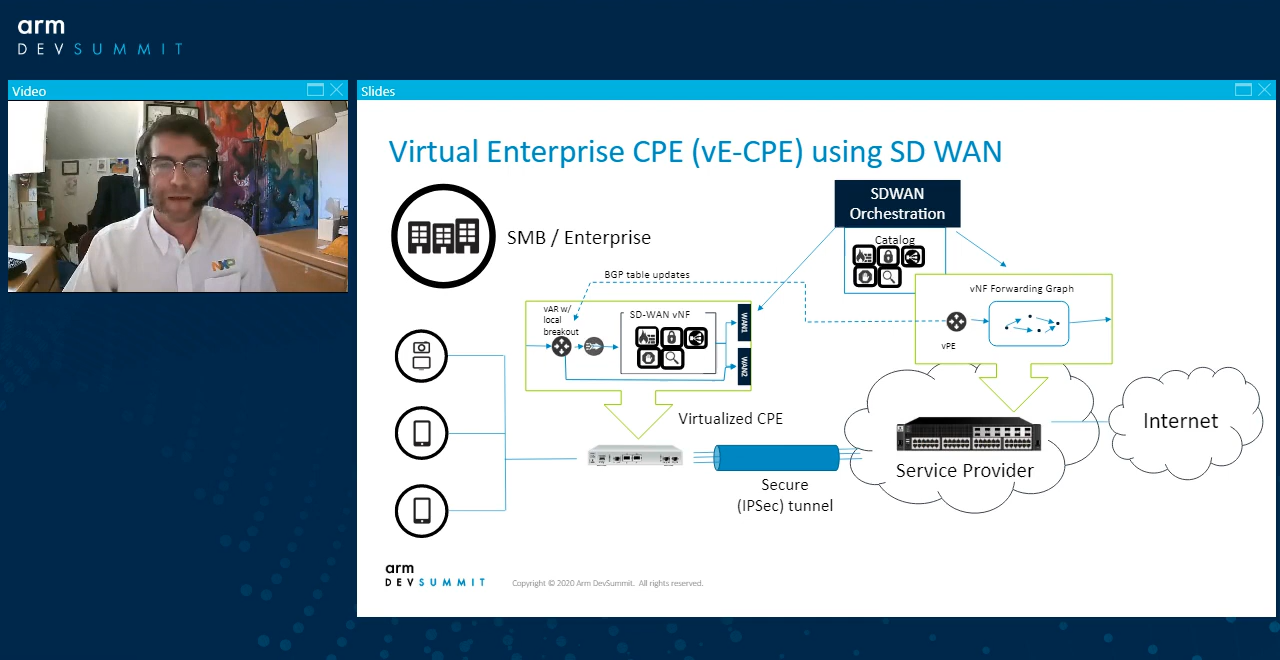 arm
DEVSUMMIT
Video
Slides
NXP
Virtual Enterprise CPE (vE-CPE) using SD WAN
SMB / Enterprise
SDWAN
Orchestration
Catalog
BGP table updates
vNF Forwarding Graph
vPE
vAR w/
local
breakout
SD-WAN vNF
WAN1
WAN2
Virtualized CPE
Secure
(IPSec) tunnel
Service Provider
Internet
arm
DEVSUMMIT
Copyright © 2020 Arm DevSummit. All rights reserved.